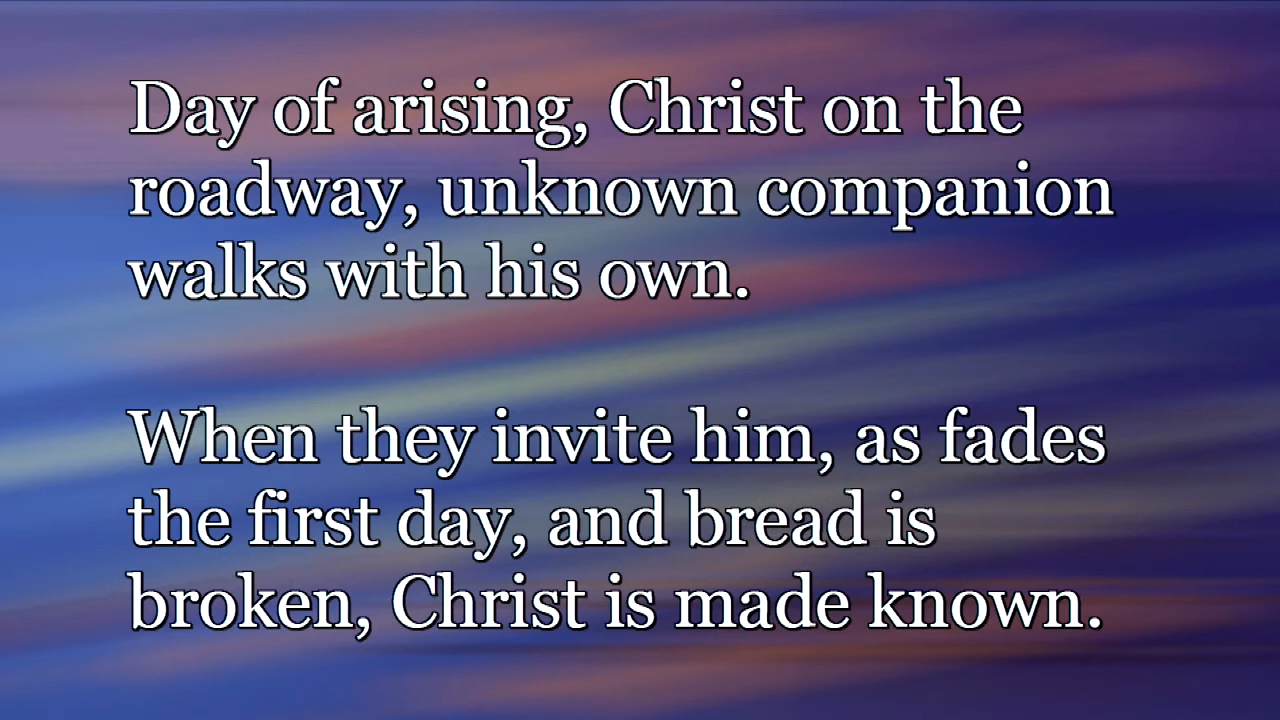 Day of arising, Christ on the
roadway, unknown companion
walks with his own.
When they invite him, as fades
the first day, and bread is
broken, Christ is made known.